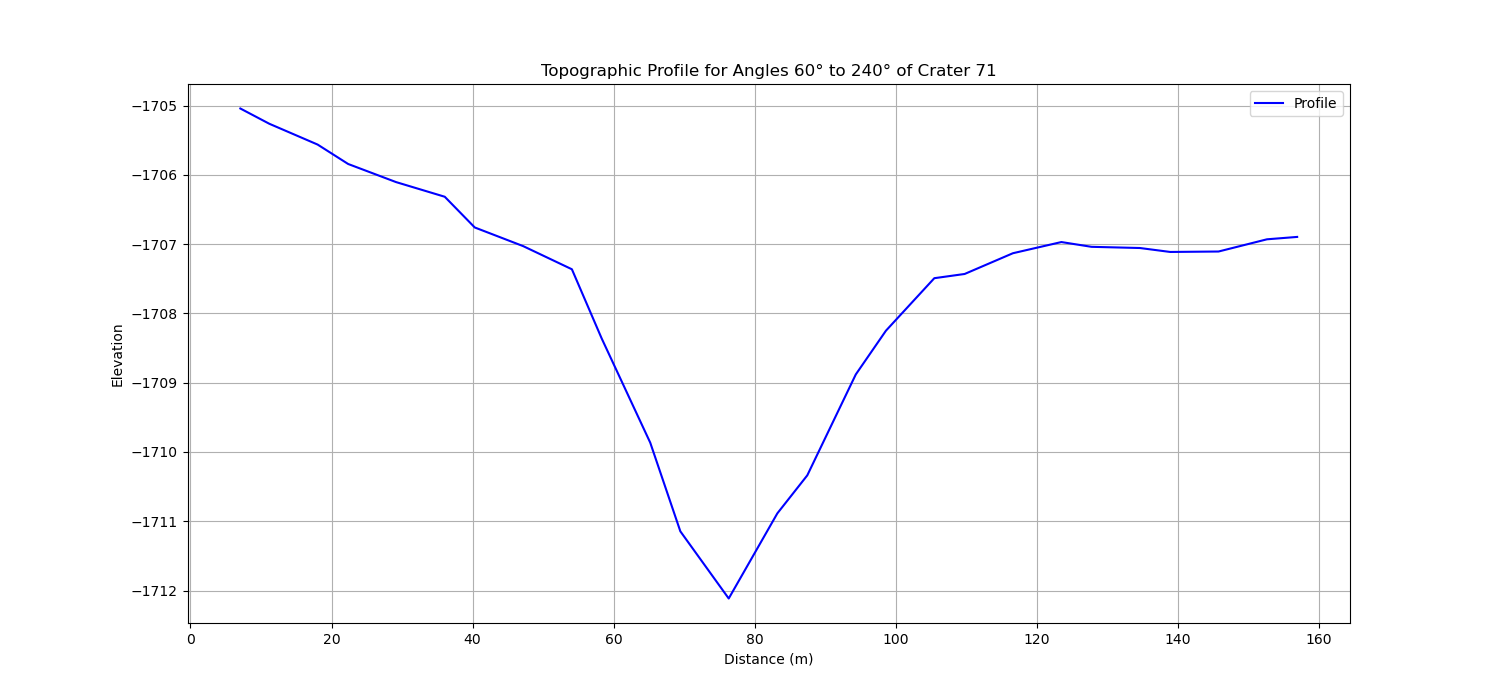 Topographic Profile for Angles 60° to 240° of Crater 71
Profile
Elevation
−1705
−1706
−1707
−1708
−1709
−1710
−1711
−1712
0 20 40 60 80 100 120 140 160
Distance (m)